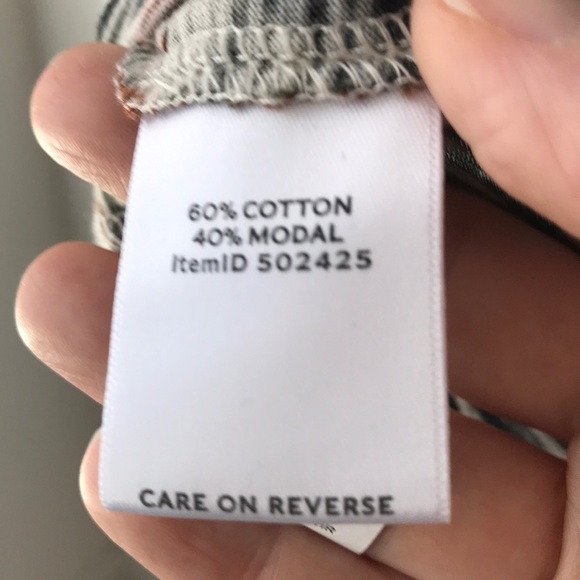 60% COTTON
40% MODAL
ItemID 502425
CARE ON REVERSE